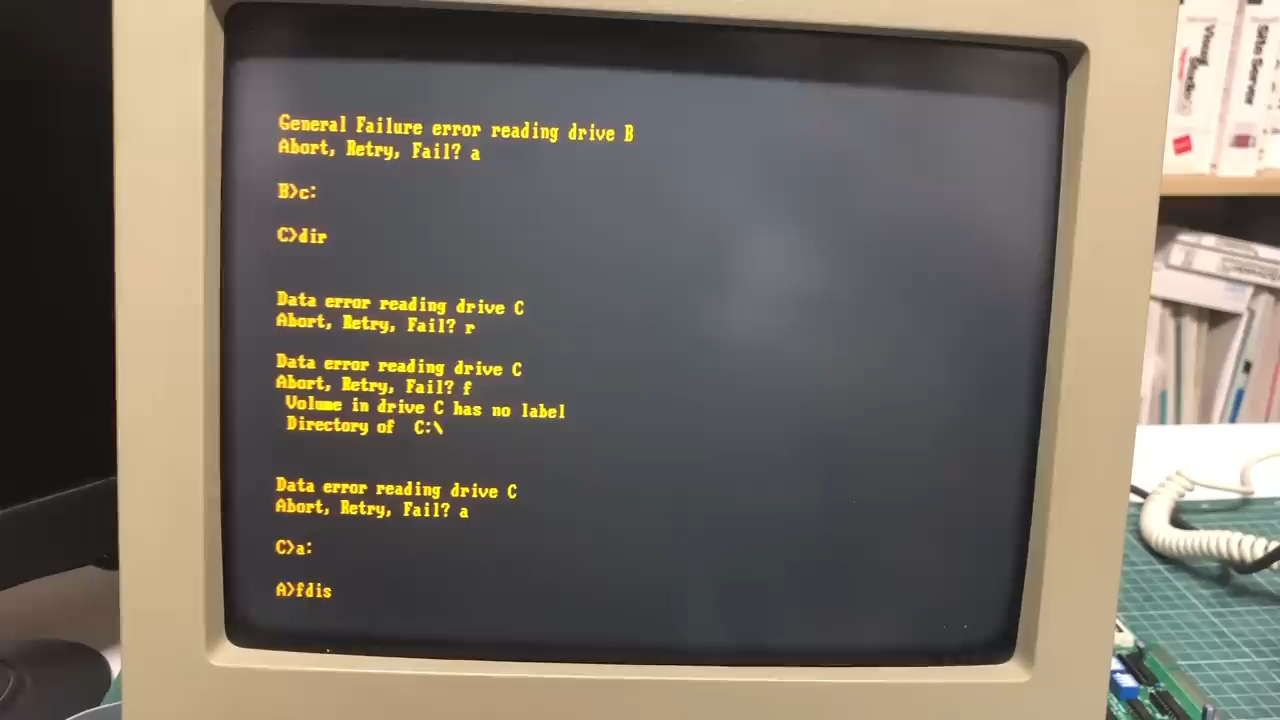 General Failure error reading drive B
Abort, Retry, Fail? a
B>c:
C>dir
Data error reading drive C
Abort, Retry, Fail? r
Data error reading drive C
Abort, Retry, Fail? f
Volume in drive C has no label
Directory of  C:\
Data error reading drive C
Abort, Retry, Fail? a
C>a:
A>fdis
Site Server